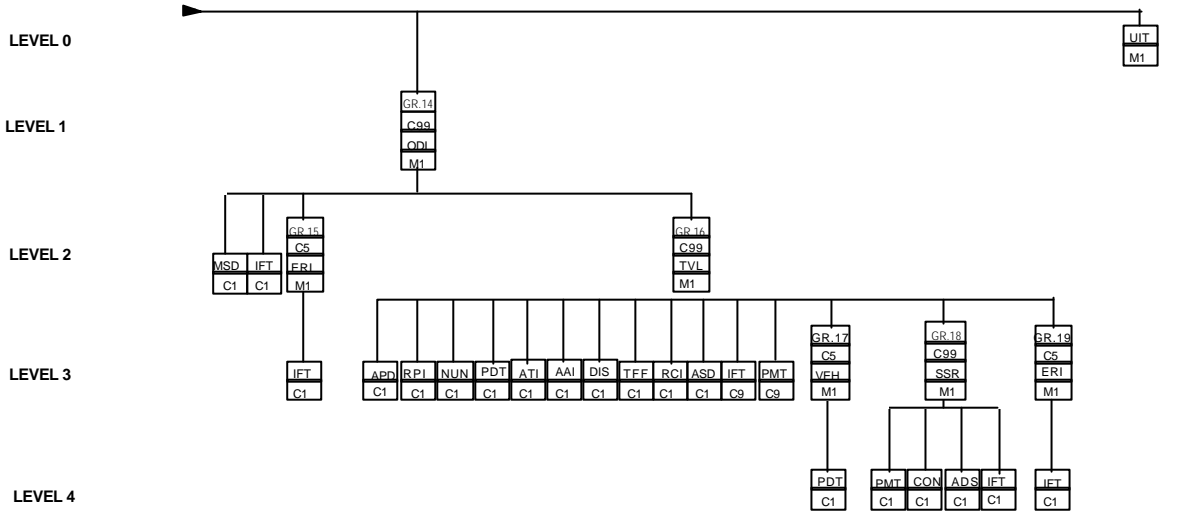 LEVEL 0
UIT
M1
LEVEL 1
GR.14
C99
ODI
M1
LEVEL 2
MSD IFT
C1 C1
GR.15
C5
ERI
M1
GR.16
C99
TVL
M1
LEVEL 3
IFT
C1
APD RPI NUN PDT ATI AAI DIS TFF RCI ASD IFT PMT
C1 C1 C1 C1 C1 C1 C1 C1 C1 C1 C9 C9
GR.17
C5
VEH
M1
GR.18
C99
SSR
M1
GR.19
C5
ERI
M1
LEVEL 4
PDT PMT CON ADS IFT IFT
C1 C1 C1 C1 C1 C1